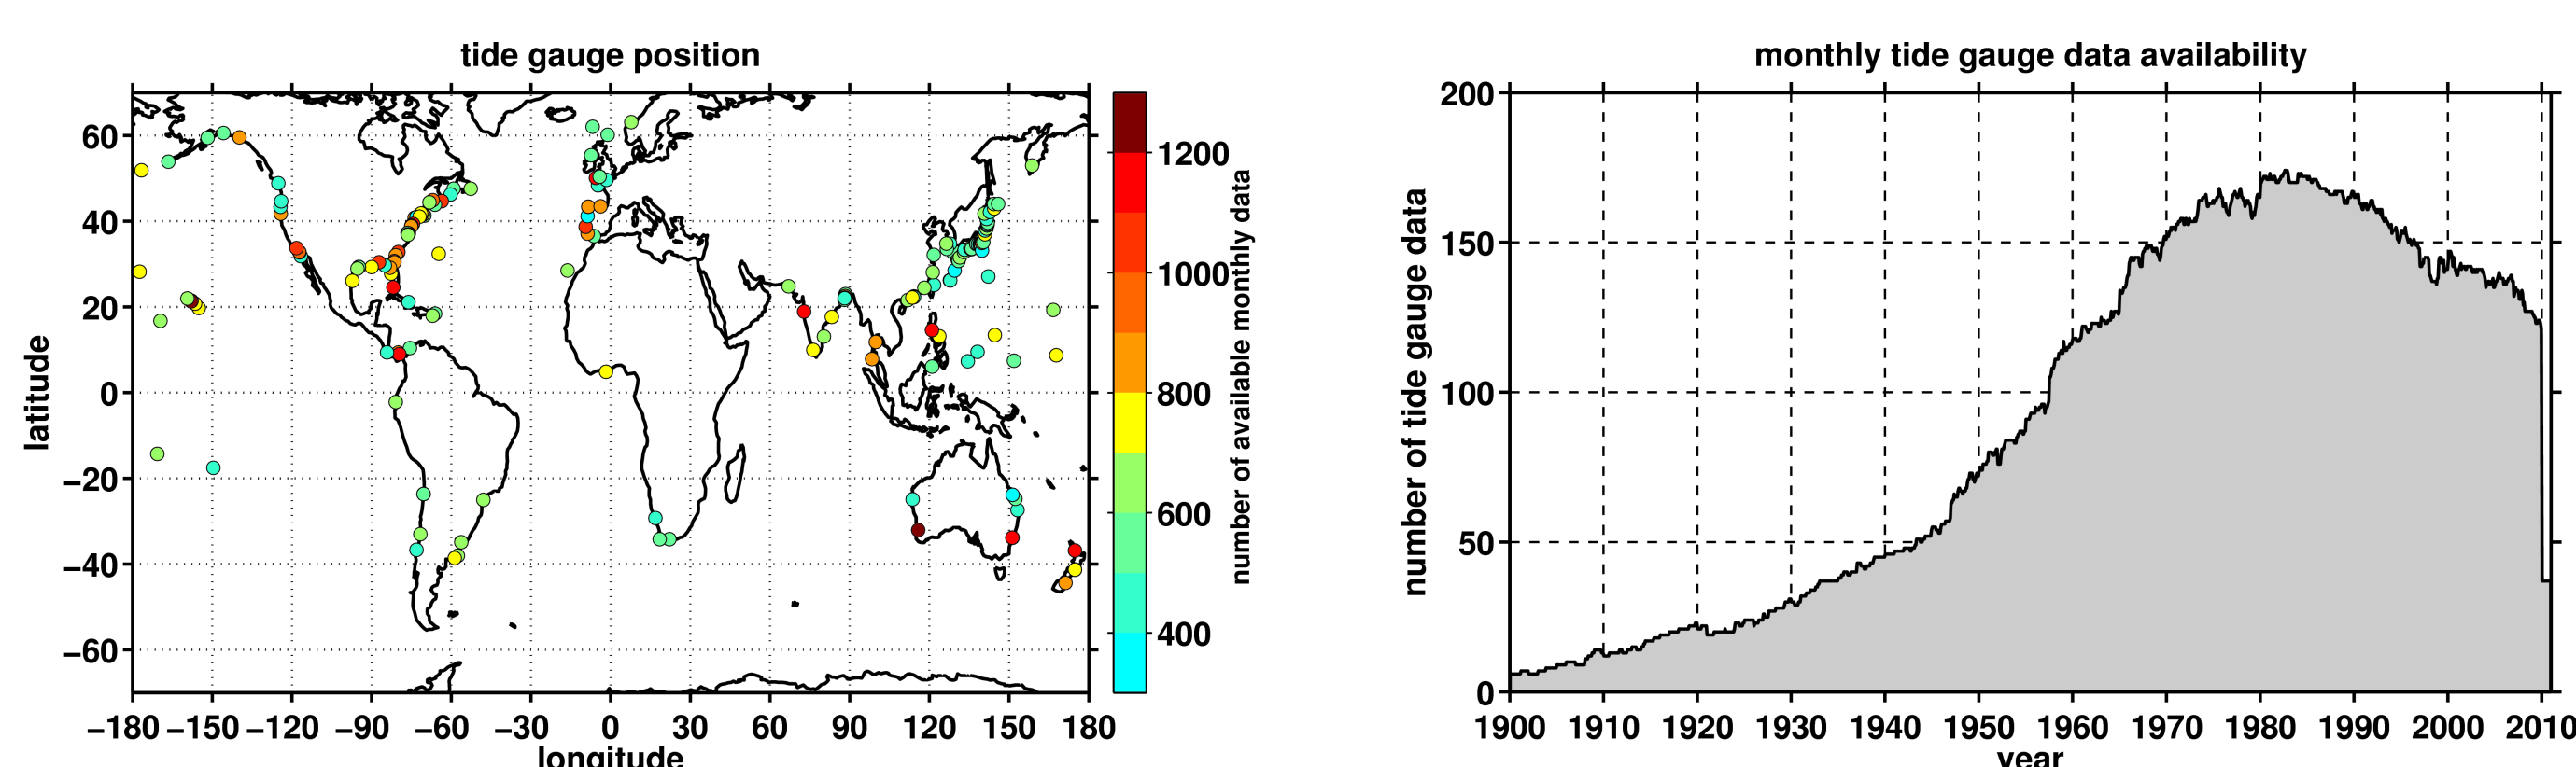 tide gauge position
monthly tide gauge data availability
latitude
60
40
20
0
−20
−40
−60
−180 −150 −120 −90 −60 −30 0 30 60 90 120 150 180
longitude
1200
1000
800
600
400
number of available monthly data
number of tide gauge data
200
150
100
50
0
1900 1910 1920 1930 1940 1950 1960 1970 1980 1990 2000 2010
year